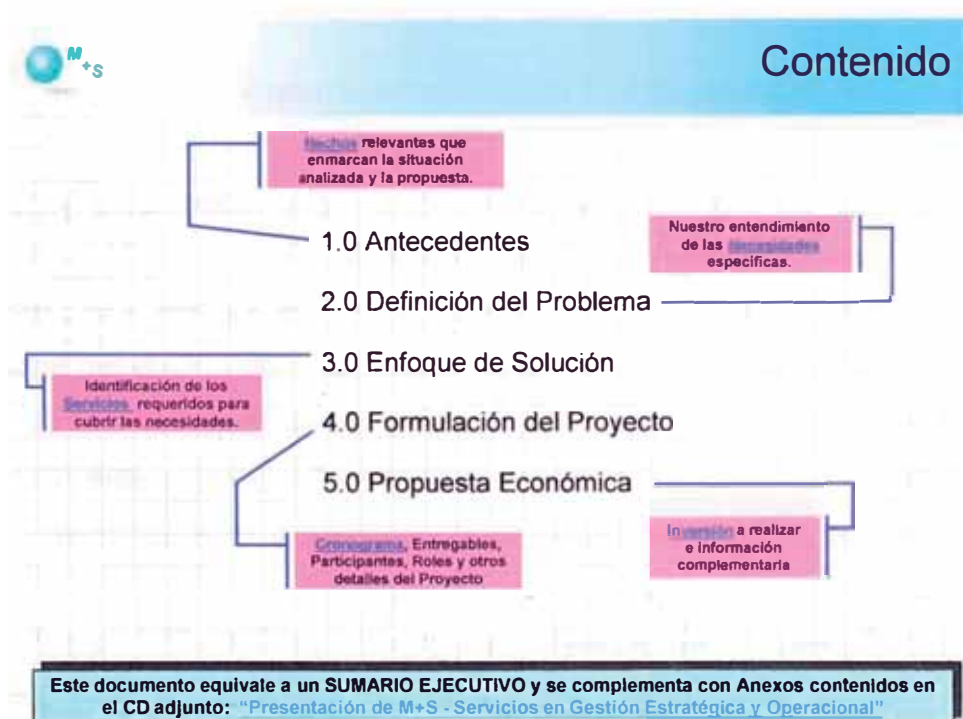 M+S
Contenido
Hechos relevantes que
enmarcan la situación
analizada y la propuesta.
1.0 Antecedentes
Nuestro entendimiento
de las Necesidades
especificas.
2.0 Definición del Problema
3.0 Enfoque de Solución
Identificación de los
Servicios requeridos para
cubrir las necesidades.
4.0 Formulación del Proyecto
5.0 Propuesta Económica
Cronograma, Entregables,
Participantes, Roles y otros
detalles del Proyecto
Inversión a realizar
e información
complementaria
Este documento equivale a un SUMARIO EJECUTIVO y se complementa con Anexos contenidos en
el CD adjunto: “Presentación de M+S - Servicios en Gestión Estratégica y Operacional”